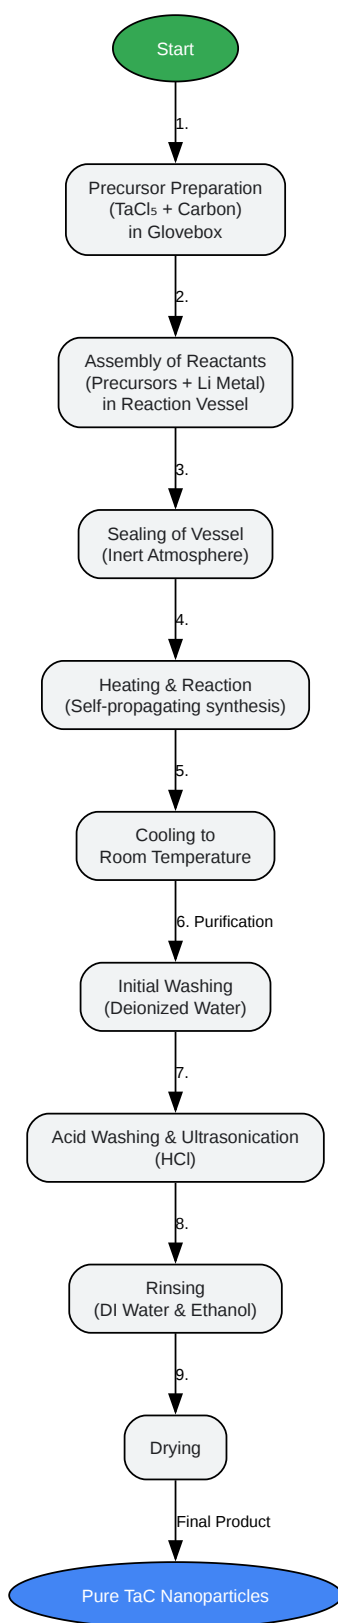 Start
1.
Precursor Preparation
(TaCl₅ + Carbon)
in Glovebox
2.
Assembly of Reactants
(Precursors + Li Metal)
in Reaction Vessel
3.
Sealing of Vessel
(Inert Atmosphere)
4.
Heating & Reaction
(Self-propagating synthesis)
5.
Cooling to
Room Temperature
6. Purification
Initial Washing
(Deionized Water)
7.
Acid Washing & Ultrasonication
(HCl)
8.
Rinsing
(DI Water & Ethanol)
9.
Drying
Final Product
Pure TaC Nanoparticles